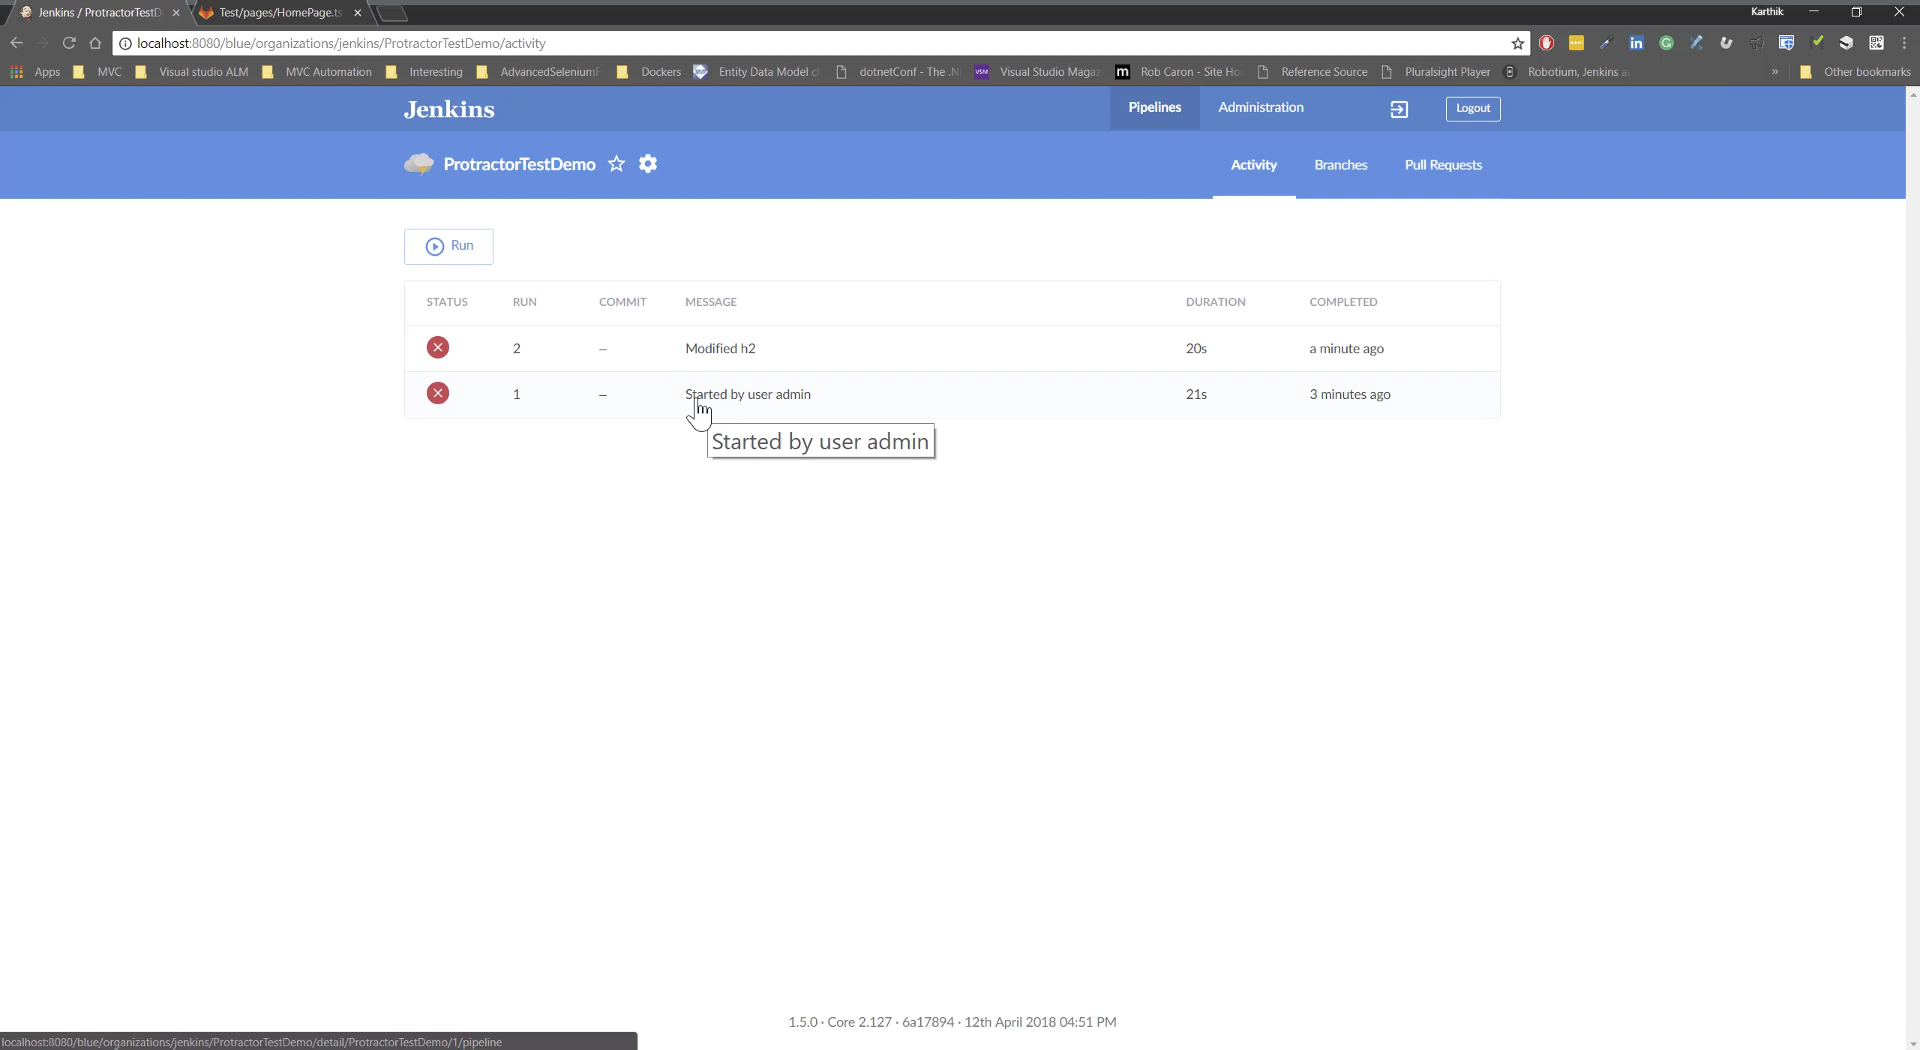 Jenkins / ProtractorTestD
Test/pages/HomePage.ts
Karthik
localhost:8080/blue/organizations/jenkins/ProtractorTestDemo/activity
Apps
MVC
Visual studio ALM
MVC Automation
Interesting
AdvancedSelenium
Dockers
Entity Data Model c
dotnetConf - The .N
VSM
Visual Studio Magaz
m
Rob Caron - Site Ho
Reference Source
Pluralsight Player
Robotium, Jenkins a
»
Other bookmarks
Jenkins
Pipelines
Administration
Logout
ProtractorTestDemo
Activity
Branches
Pull Requests
Run
STATUS RUN COMMIT MESSAGE DURATION COMPLETED
2 – Modified h2 20s a minute ago
1 – Started by user admin 21s 3 minutes ago
Started by user admin
1.5.0 · Core 2.127 · 6a17894 · 12th April 2018 04:51 PM
localhost:8080/blue/organizations/jenkins/ProtractorTestDemo/detail/ProtractorTestDemo/1/pipeline